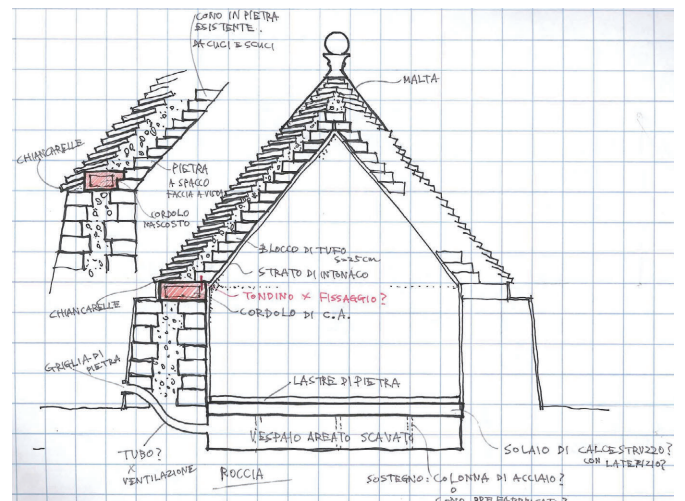 CONO IN PIETRA
ESISTENTE.
DA CUCI E SCUCI
MALTA
CHIANCARELLE
PIETRA
A SPACCO
FACCIA A VISTA
CORDOLO
NASCOSTO
BLOCCO DI TUFO
S=25cm
STRATO DI INTONACO
TONDINO X FISSAGGIO?
CORDOLO DI C.A.
CHIANCARELLE
GRIGLIA DI
PIETRA
LASTRE DI PIETRA
VESPAIO AREATO SCAVATO
SOLAIO DI CALCESTRUZZO?
CON LATERIZIO?
TUBO?
X
VENTILAZIONE
ROCCIA
SOSTEGNO: COLONNA DI ACCIAIO?
O